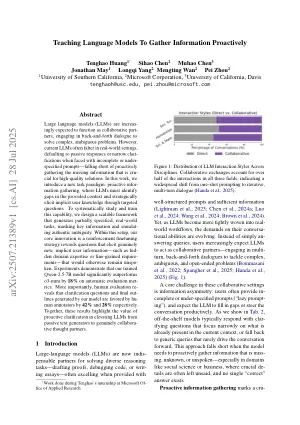 Teaching Language Models To Gather Information Proactively
Tenghao Huang¹, Sihao Chen², Muhao Chen³,
Jonathan May¹, Longqi Yang², Mengting Wan², Pei Zhou²
¹University of Southern California, ²Microsoft Corporation, ³University of California, Davis
tenghaoh@usc.edu, pei.zhou@microsoft.com
arXiv:2507.21389v1 [cs.AI] 28 Jul 2025
Abstract
Large language models (LLMs) are increasingly
expected to function as collaborative partners,
engaging in back-and-forth dialogue to
solve complex, ambiguous problems. However,
current LLMs often falter in real-world settings,
defaulting to passive responses or narrow clarifications
when faced with incomplete or under-specified
prompts—falling short of proactively
gathering the missing information that is crucial
for high-quality solutions. In this work,
we introduce a new task paradigm: proactive
information gathering, where LLMs must identify
gaps in the provided context and strategically
elicit implicit user knowledge through targeted
questions. To systematically study and train
this capability, we design a scalable framework
that generates partially specified, real-world
tasks, masking key information and simulating
authentic ambiguity. Within this setup, our
core innovation is a reinforcement finetuning
strategy rewards questions that elicit genuinely
new, implicit user information—such as hidden
domain expertise or fine-grained requirements—that
would otherwise remain unspoken.
Experiments demonstrate that our trained
Qwen-2.5-7B model significantly outperforms
o3-mini by 18% on automatic evaluation metrics.
More importantly, human evaluation reveals
that clarification questions and final outlines
generated by our model are favored by human
annotators by 42% and 28% respectively.
Together, these results highlight the value of
proactive clarification in elevating LLMs from
passive text generators to genuinely collaborative
thought partners.
1 Introduction
Large-language models (LLMs) are now indispensable
partners for solving diverse reasoning
tasks—drafting proofs, debugging code, or writing
essays—often excelling when provided with
*Work done during Tenghao's internship at Microsoft Office
of Applied Research.
Interaction Styles (Direct vs. Collaborative)
Percentage of Conversations
Figure 1: Distribution of LLM Interaction Styles Across
Disciplines. Collaborative exchanges account for over
half of the interactions in all three fields, indicating a
widespread shift from one-shot prompting to iterative,
multi-turn dialogue (Handa et al., 2025).
well-structured prompts and sufficient information
(Lightman et al., 2023; Chen et al., 2024a; Luo
et al., 2024; Wang et al., 2024; Brown et al., 2024).
Yet, as LLMs become more tightly woven into real-world
workflows, the demands on their conversational
abilities are evolving. Instead of simply answering
queries, users increasingly expect LLMs
to serve as collaborators—engaging in multi-turn,
back-and-forth dialogues to tackle complex,
ambiguous, and open-ended problems (Bommasani
et al., 2022; Spangher et al., 2025; Handa et al.,
2025) (Fig. 1).
A core challenge in these collaborative settings
is information asymmetry: users often provide incomplete
or under-specified prompts ("lazy prompting"),
and expect the LLM to fill in gaps or meet
the conversation proactively. As we show in Tab. 2,
off-the-shelf models typically respond with clarifying
questions that focus narrowly on what is already
present in the current context, or fall back
to generic queries that rarely drive the conversation
forward. This approach falls short when the model
needs to proactively gather information that is missing,
unknown, or unspoken—especially in domains
like social science or business, where crucial details
are often left unsaid, and no single "correct"
answer exists.
Proactive information gathering marks a cru-